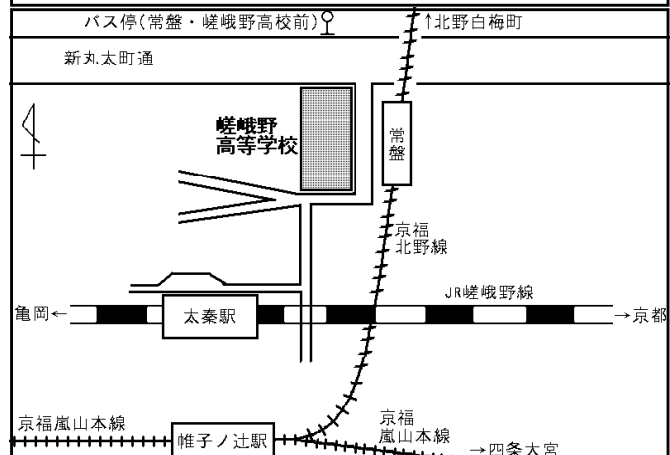 バス停(常盤・嵯峨野高校前)
↑北野白梅町
新丸太町通
嵯峨野
高等学校
常盤
京福
北野線
JR嵯峨野線
亀岡←
太秦駅
→京都
京福嵐山本線
帷子ノ辻駅
京福
嵐山本線
→四条大宮